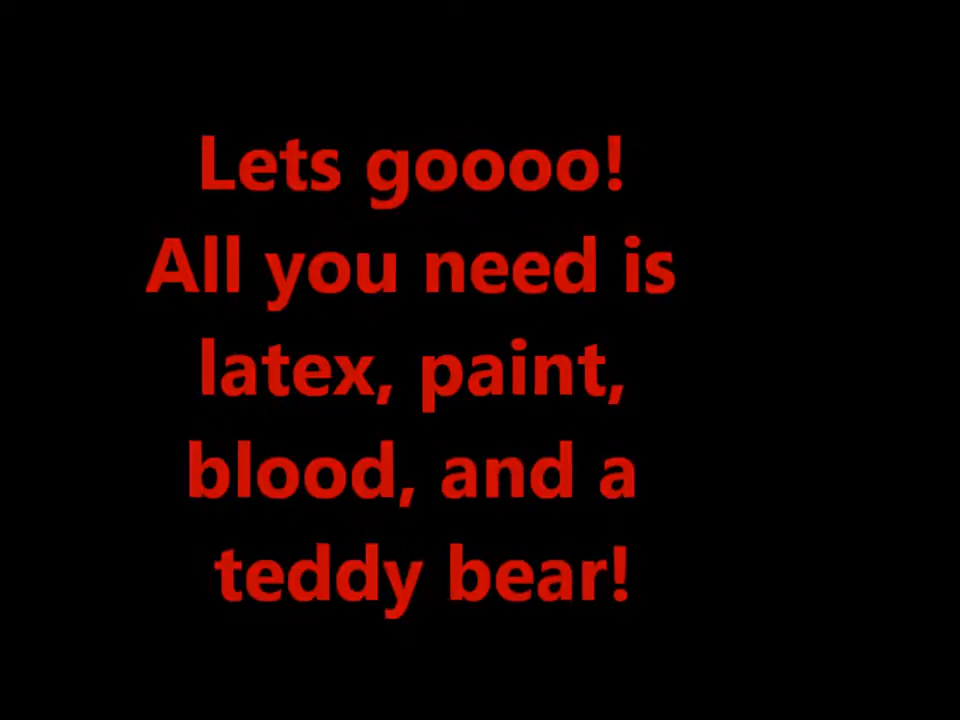 Lets goooo!
All you need is
latex, paint,
blood, and a
teddy bear!